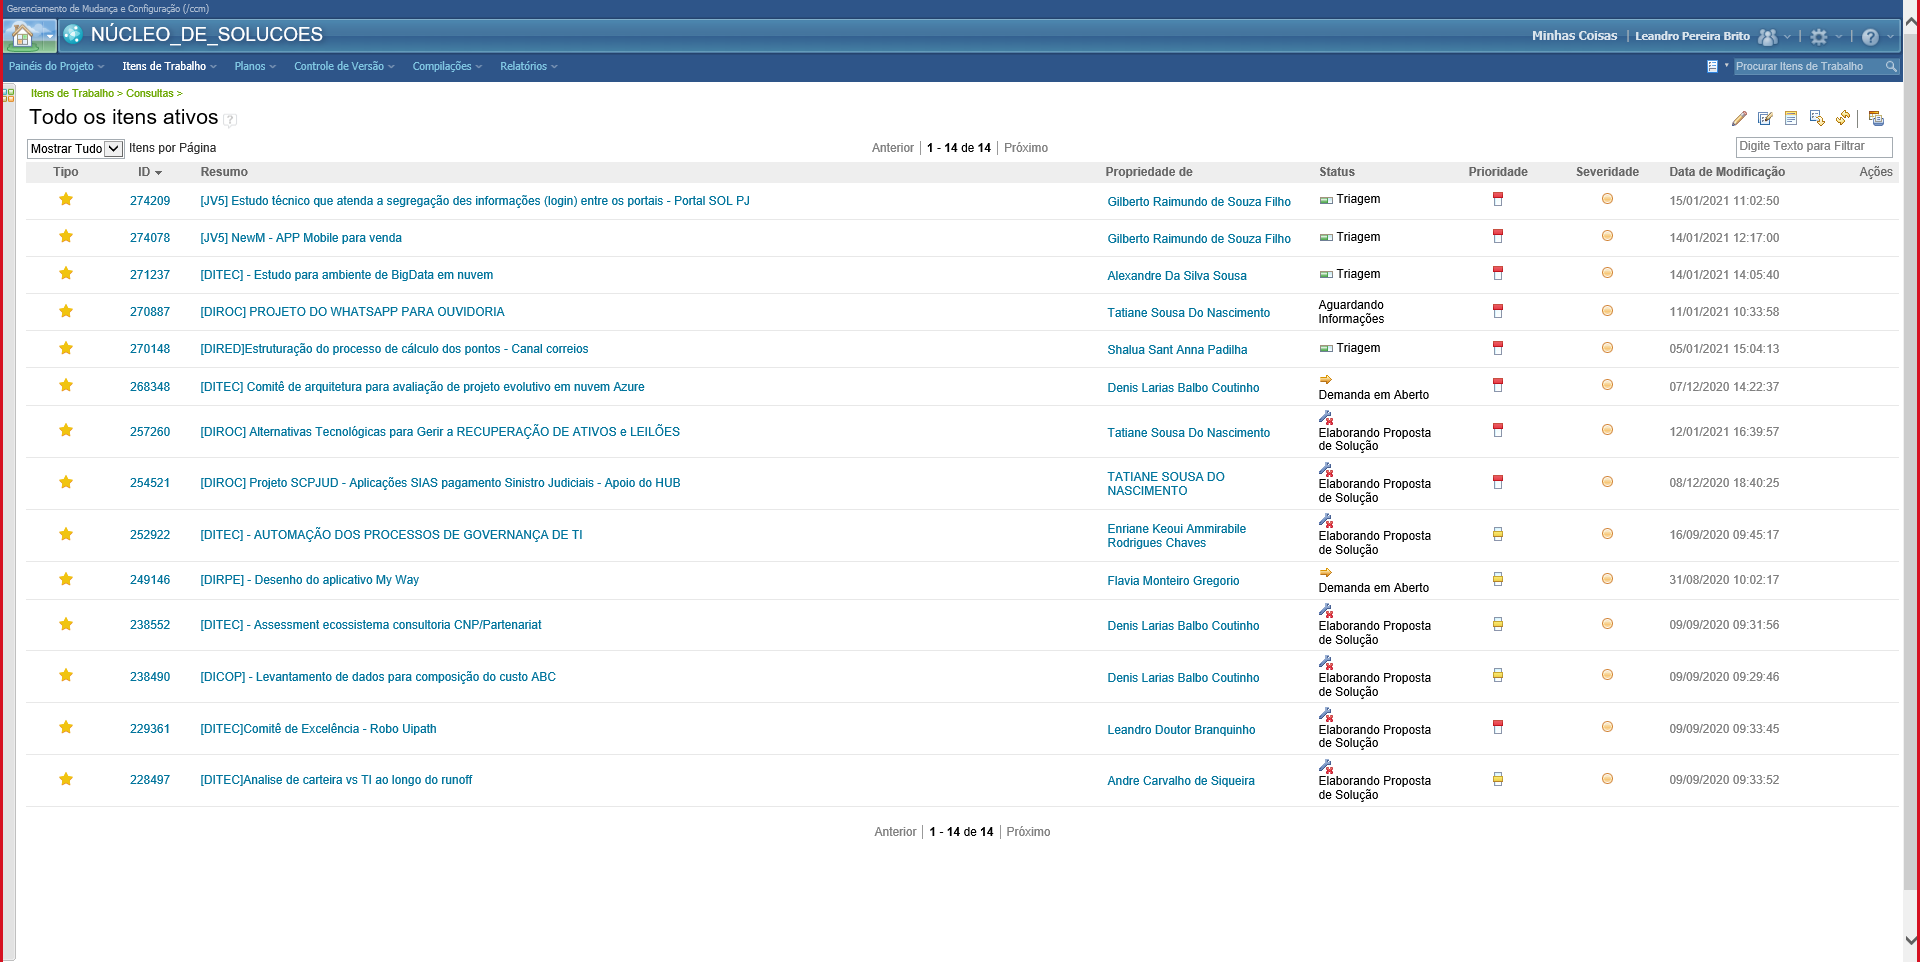 Gerenciamento de Mudança e Configuração (/ccm)
NÚCLEO_DE_SOLUCOES
Minhas Coisas | Leandro Pereira Brito
Painéis do Projeto Itens de Trabalho Planos Controle de Versão Compilações Relatórios Procurar Itens de Trabalho
Itens de Trabalho > Consultas >
Todo os itens ativos ?
Mostrar Tudo Itens por Página Anterior | 1 - 14 de 14 | Próximo Digite Texto para Filtrar
Tipo ID Resumo Propriedade de Status Prioridade Severidade Data de Modificação Ações
274209 [JV5] Estudo técnico que atenda a segregação des informações (login) entre os portais - Portal SOL PJ Gilberto Raimundo de Souza Filho Triagem 15/01/2021 11:02:50
274078 [JV5] NewM - APP Mobile para venda Gilberto Raimundo de Souza Filho Triagem 14/01/2021 12:17:00
271237 [DITEC] - Estudo para ambiente de BigData em nuvem Alexandre Da Silva Sousa Triagem 14/01/2021 14:05:40
270887 [DIROC] PROJETO DO WHATSAPP PARA OUVIDORIA Tatiane Sousa Do Nascimento Aguardando
Informações 11/01/2021 10:33:58
270148 [DIRED]Estruturação do processo de cálculo dos pontos - Canal correios Shalua Sant Anna Padilha Triagem 05/01/2021 15:04:13
268348 [DITEC] Comitê de arquitetura para avaliação de projeto evolutivo em nuvem Azure Denis Larias Balbo Coutinho Demanda em Aberto 07/12/2020 14:22:37
257260 [DIROC] Alternativas Tecnológicas para Gerir a RECUPERAÇÃO DE ATIVOS e LEILÕES Tatiane Sousa Do Nascimento Elaborando Proposta
de Solução 12/01/2021 16:39:57
254521 [DIROC] Projeto SCPJUD - Aplicações SIAS pagamento Sinistro Judiciais - Apoio do HUB TATIANE SOUSA DO
NASCIMENTO Elaborando Proposta
de Solução 08/12/2020 18:40:25
252922 [DITEC] - AUTOMAÇÃO DOS PROCESSOS DE GOVERNANÇA DE TI Enriane Keoui Ammirabile
Rodrigues Chaves Elaborando Proposta
de Solução 16/09/2020 09:45:17
249146 [DIRPE] - Desenho do aplicativo My Way Flavia Monteiro Gregorio Demanda em Aberto 31/08/2020 10:02:17
238552 [DITEC] - Assessment ecossistema consultoria CNP/Partenariat Denis Larias Balbo Coutinho Elaborando Proposta
de Solução 09/09/2020 09:31:56
238490 [DICOP] - Levantamento de dados para composição do custo ABC Denis Larias Balbo Coutinho Elaborando Proposta
de Solução 09/09/2020 09:29:46
229361 [DITEC]Comitê de Excelência - Robo Uipath Leandro Doutor Branquinho Elaborando Proposta
de Solução 09/09/2020 09:33:45
228497 [DITEC]Analise de carteira vs TI ao longo do runoff Andre Carvalho de Siqueira Elaborando Proposta
de Solução 09/09/2020 09:33:52
Anterior | 1 - 14 de 14 | Próximo